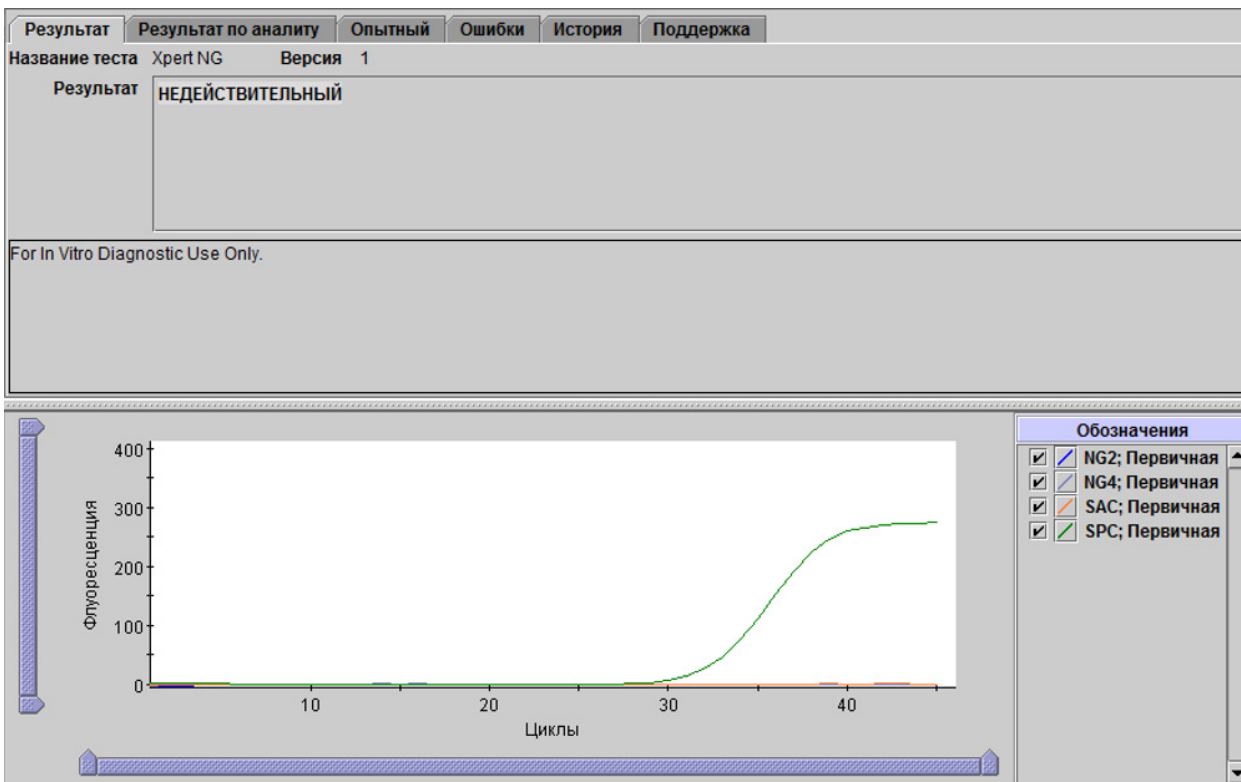 Результат Результат по аналиту Опытный Ошибки История Поддержка
Название теста Xpert NG Версия 1
Результат НЕДЕЙСТВИТЕЛЬНЫЙ
For In Vitro Diagnostic Use Only.
Обозначения
NG2; Первичная
NG4; Первичная
SAC; Первичная
SPC; Первичная
Флуоресценция
400
300
200
100
0
10 20 30 40
Циклы